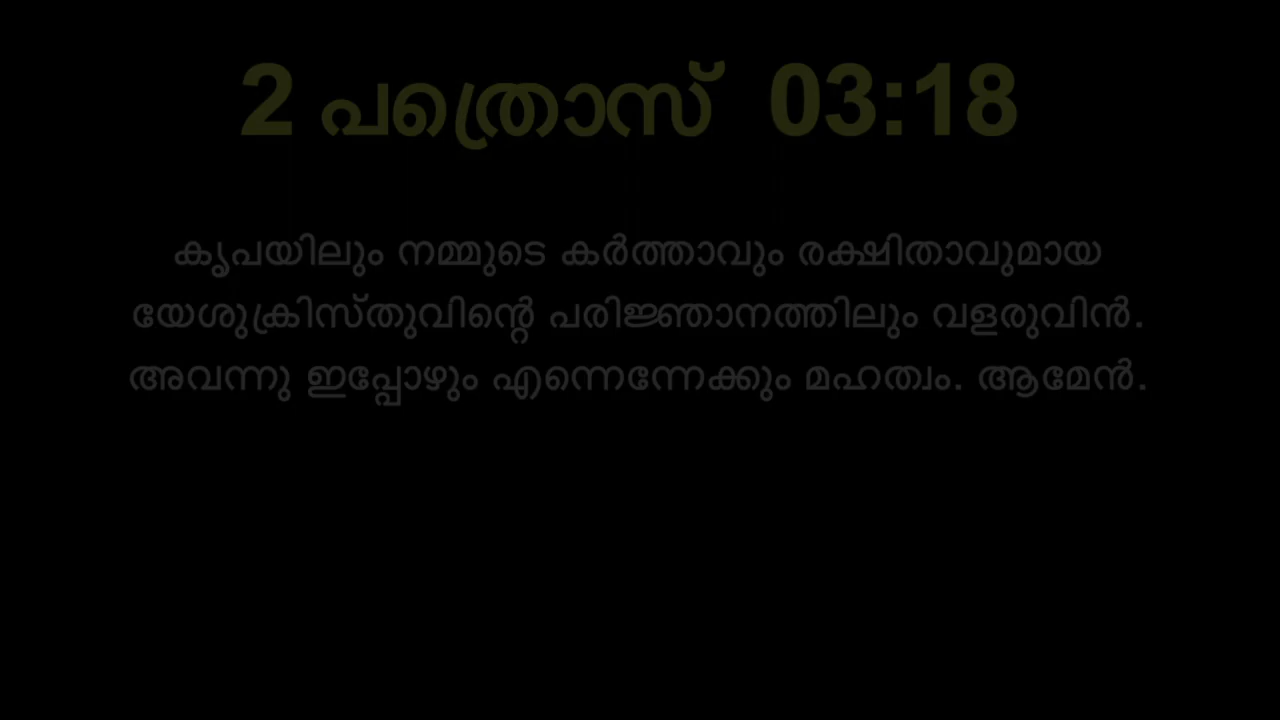 2 പത്രൊസ് 03:18
കൃപയിലും നമ്മുടെ കർത്താവും രക്ഷിതാവുമായ
യേശുക്രിസ്തുവിന്റെ പരിജ്ഞാനത്തിലും വളരുവിൻ.
അവന്നു ഇപ്പോഴും എന്നെന്നേക്കും മഹത്വം. ആമേൻ.